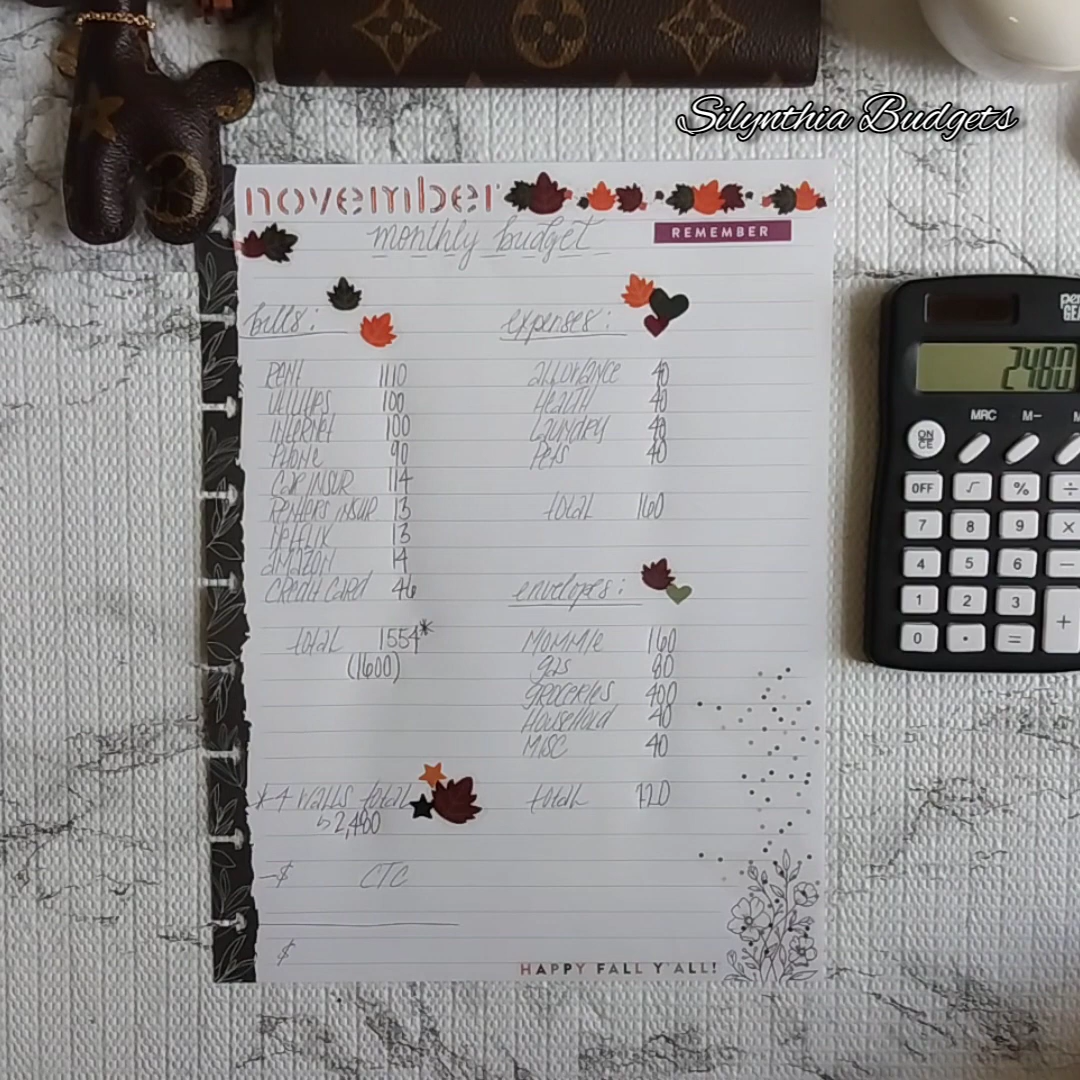 Silynthia Budgets
november
monthly budget
REMEMBER
bills:
Rent 1110
Utilities 100
Internet 100
Phone 90
Car Insur 114
Renters Insur 13
Netflix 13
Amazon 14
Credit Card 46
total 1554*
(1600)
* 4 walls total
↳ 2,480
-$ CTC
$
expenses:
allowance 40
Health 40
Laundry 40
Pets 40
total 160
envelopes:
Mommie 160
gas 80
groceries 400
Household 40
Misc 40
total 720
HAPPY FALL Y'ALL!
2480
MRC M- M
ON/CE
OFF √ % ÷
7 8 9 ×
4 5 6 −
1 2 3 +
0 . =